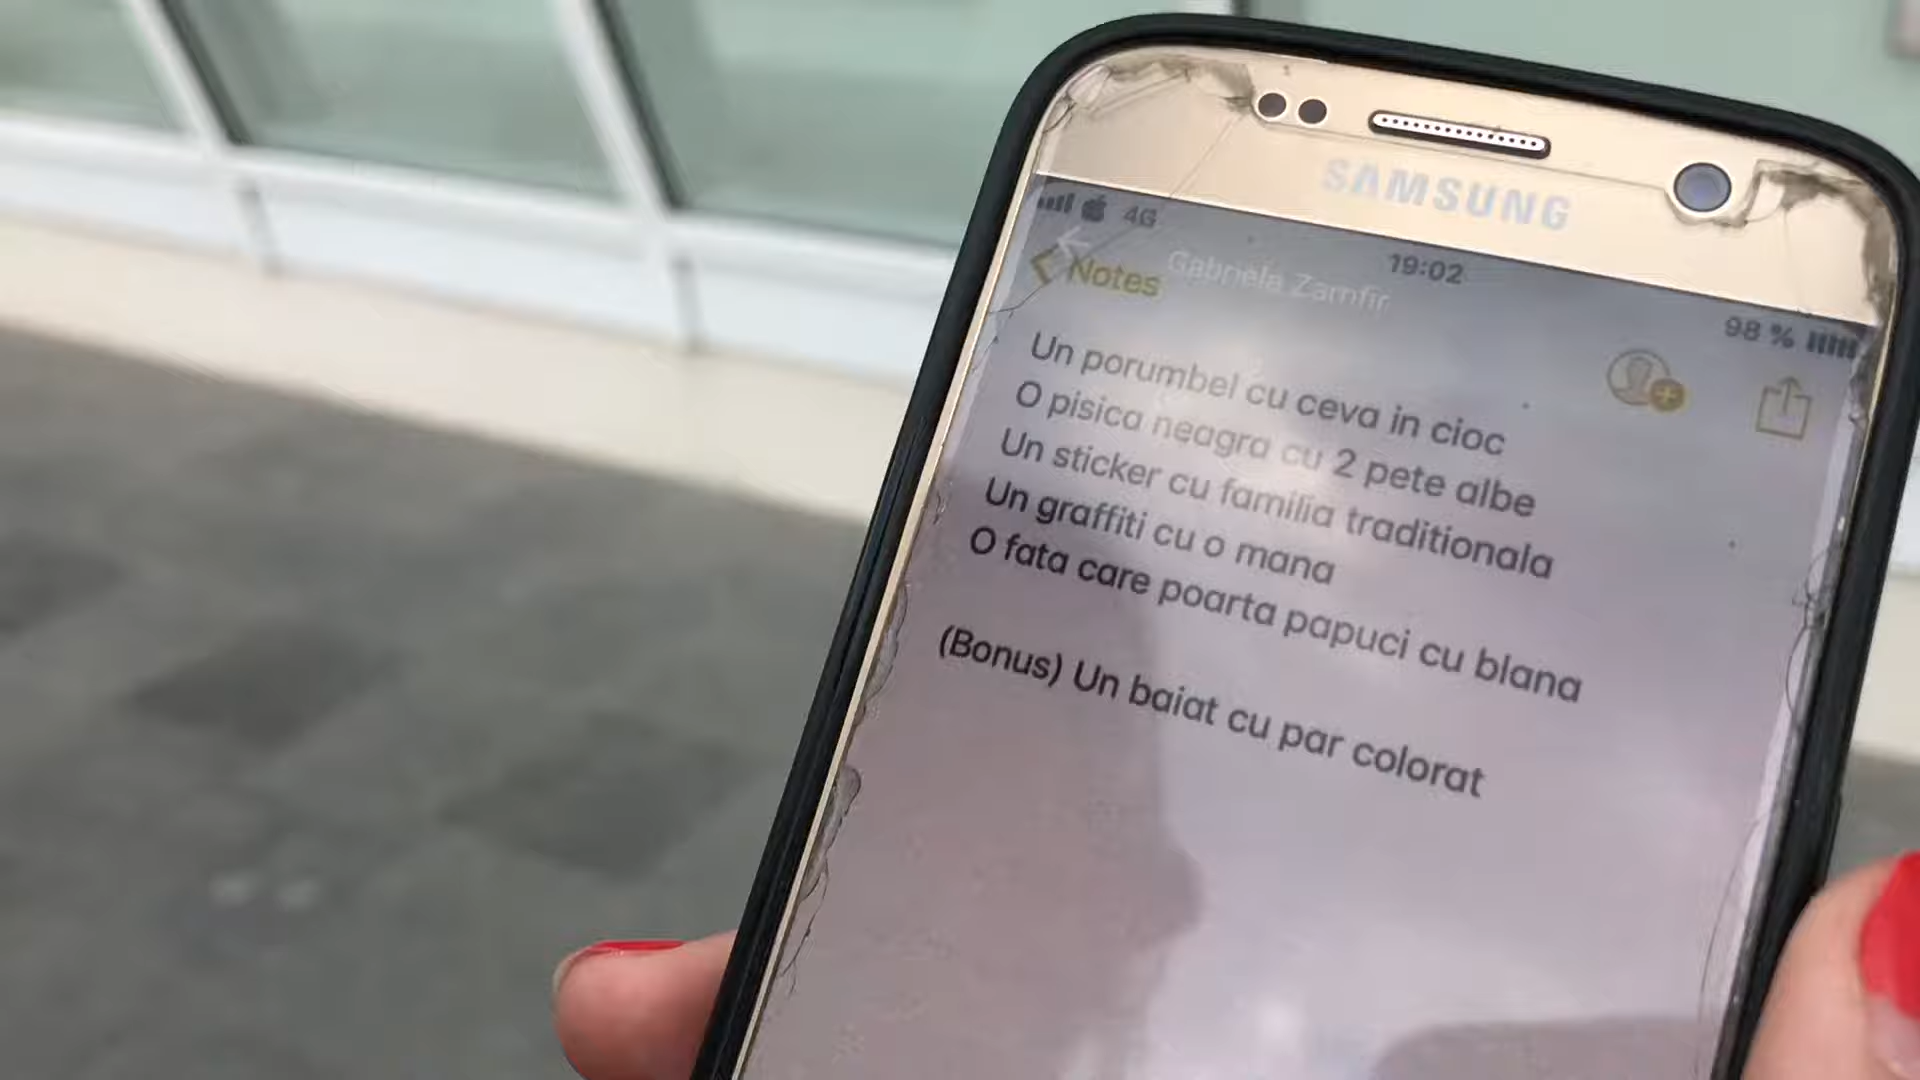 SAMSUNG
4G
19:02
98 %
Notes
Gabriela Zamfir
Un porumbel cu ceva in cioc
O pisica neagra cu 2 pete albe
Un sticker cu familia traditionala
Un graffiti cu o mana
O fata care poarta papuci cu blana
(Bonus) Un baiat cu par colorat